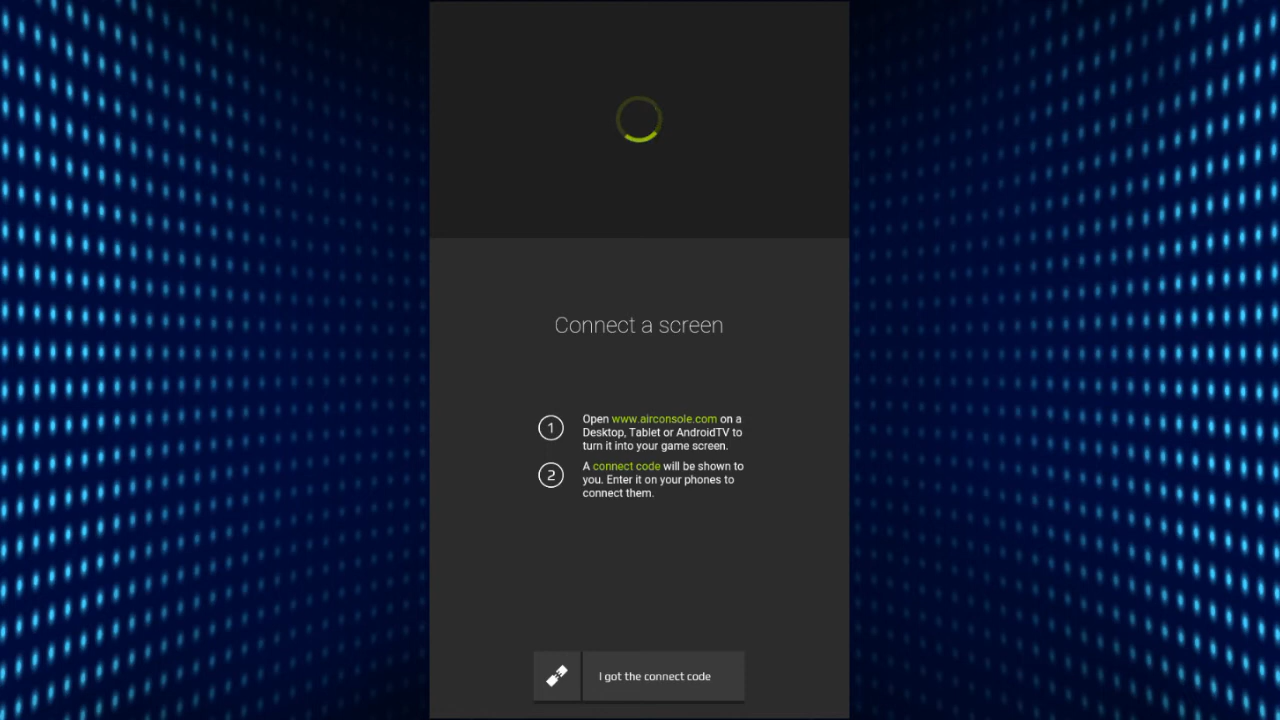 Connect a screen
1
Open www.airconsole.com on a
Desktop, Tablet or AndroidTV to
turn it into your game screen.
2
A connect code will be shown to
you. Enter it on your phones to
connect them.
I got the connect code